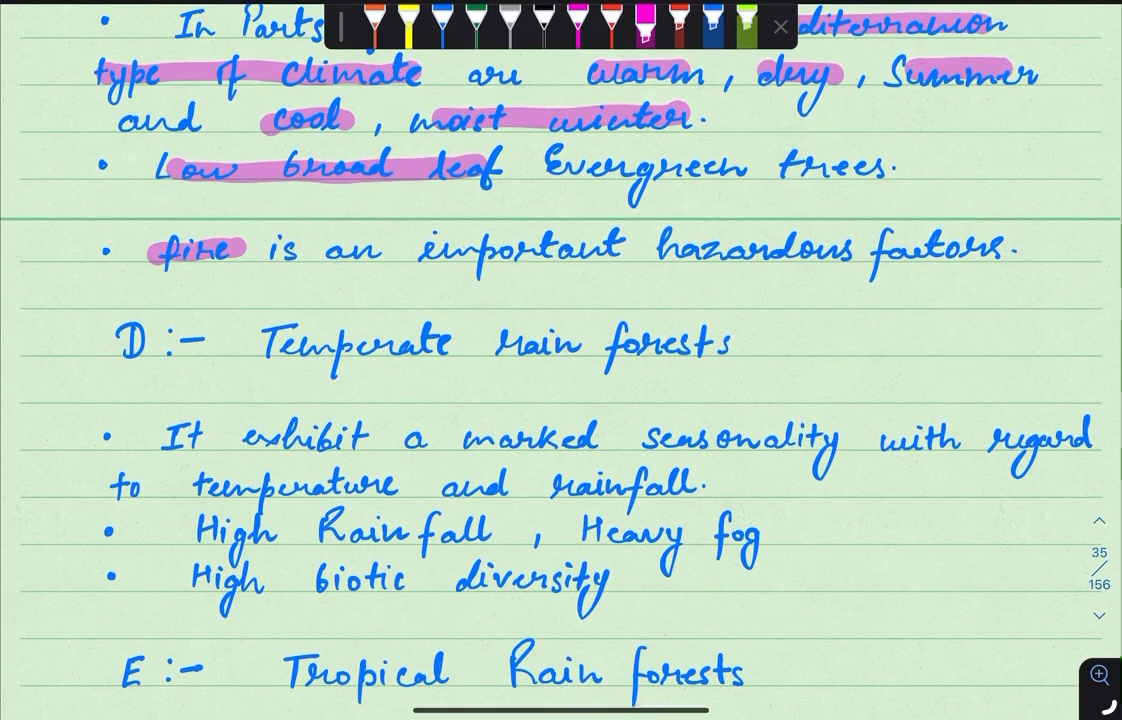 • In Parts diterranion
type of climate are warm, dry, Summer
and cool, moist winter.
• Low broad leaf Evergreen trees.
• fire is an important hazardous factors.
D :- Temperate rain forests
• It exhibit a marked seasonality with regard
to temperature and rainfall.
• High Rainfall, Heavy fog
• High biotic diversity
35
/
156
E :- Tropical Rain forests